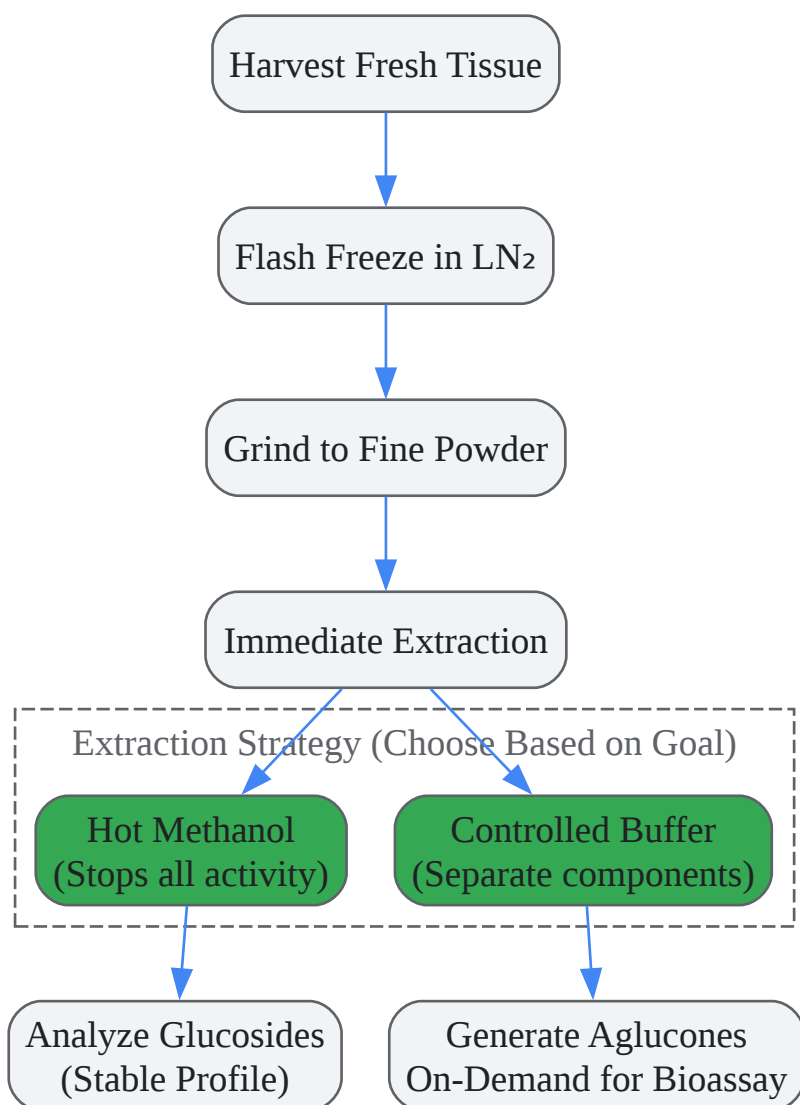 Harvest Fresh Tissue
Flash Freeze in LN₂
Grind to Fine Powder
Immediate Extraction
Extraction Strategy (Choose Based on Goal)
Hot Methanol
(Stops all activity)
Controlled Buffer
(Separate components)
Analyze Glucosides
(Stable Profile)
Generate Aglucones
On-Demand for Bioassay